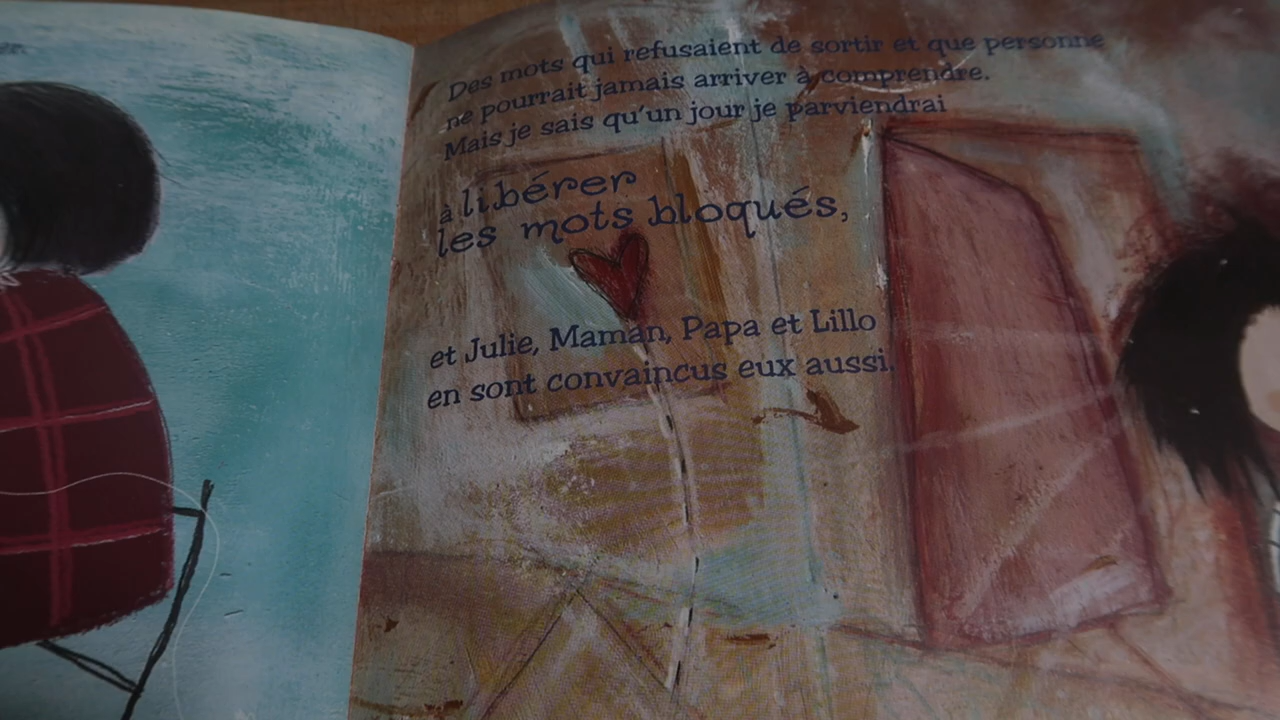 Des mots qui refusaient de sortir et que personne
ne pourrait jamais arriver à comprendre.
Mais je sais qu'un jour je parviendrai
à libérer
les mots bloqués,
et Julie, Maman, Papa et Lillo
en sont convaincus eux aussi.